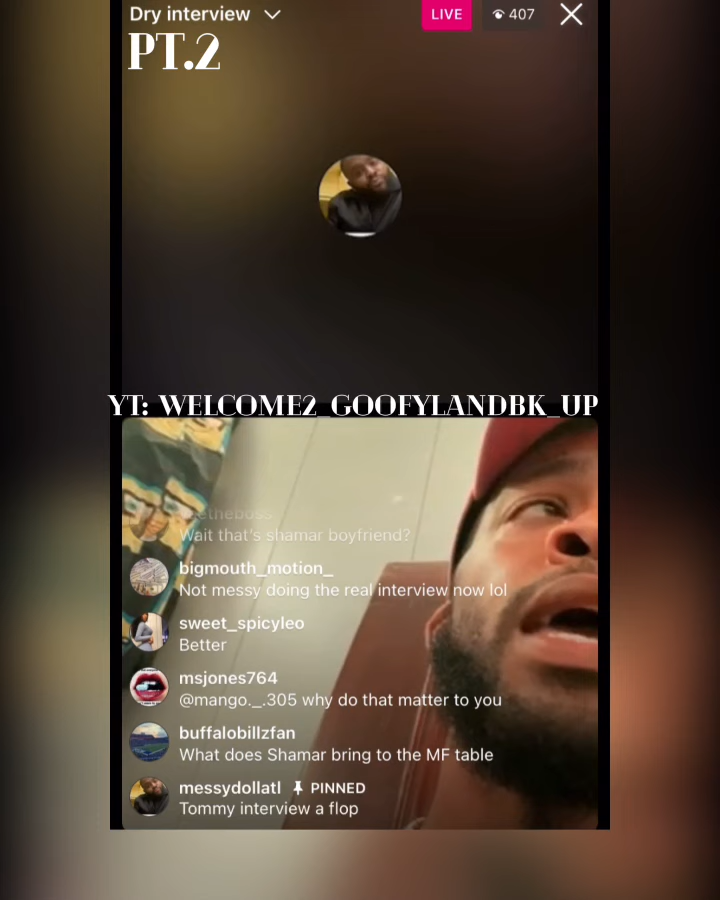 Dry interview
LIVE
407
PT.2
YT: WELCOME2_GOOFYLANDBK_UP
Wait that's shamar boyfriend?
bigmouth_motion_
Not messy doing the real interview now lol
sweet_spicyleo
Better
msjones764
@mango._.305 why do that matter to you
buffalobillzfan
What does Shamar bring to the MF table
messydollatl PINNED
Tommy interview a flop